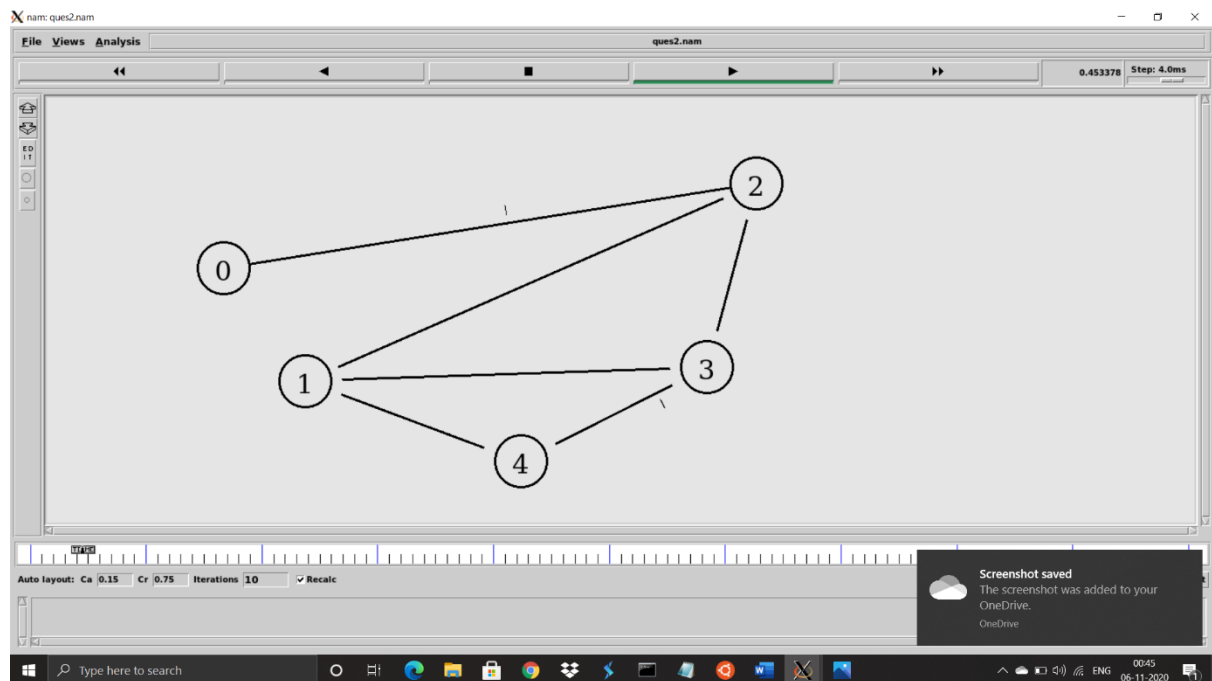 nam: ques2.nam
File Views Analysis ques2.nam
0.453378 Step: 4.0ms
ED
IT
2
0
1
3
4
Auto layout: Ca 0.15 Cr 0.75 Iterations 10 Recalc
Screenshot saved
The screenshot was added to your
OneDrive.
OneDrive
Type here to search
ENG
00:45
06-11-2020
1